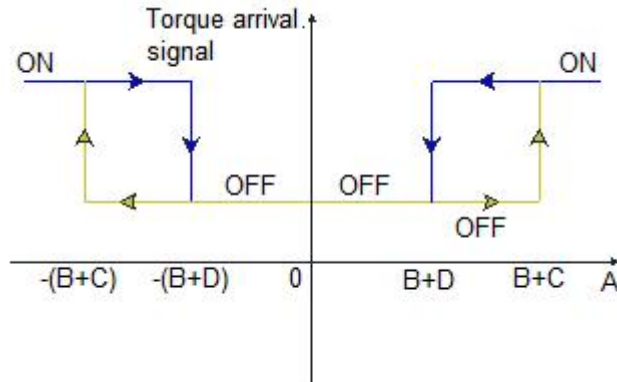 Torque arrival
signal
ON
ON
OFF
OFF
OFF
-(B+C)
-(B+D)
0
B+D
B+C
A